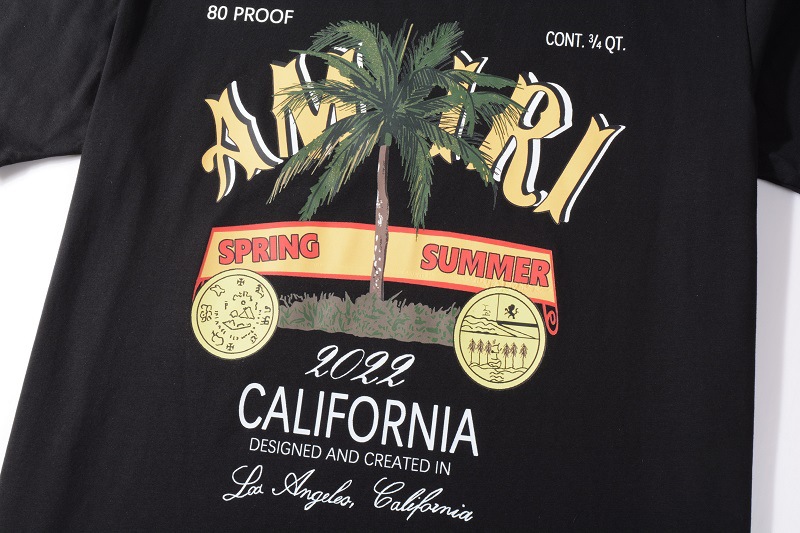 80 PROOF
CONT. ¾ QT.
AMIRI
SPRING SUMMER
2022
CALIFORNIA
DESIGNED AND CREATED IN
Los Angeles, California